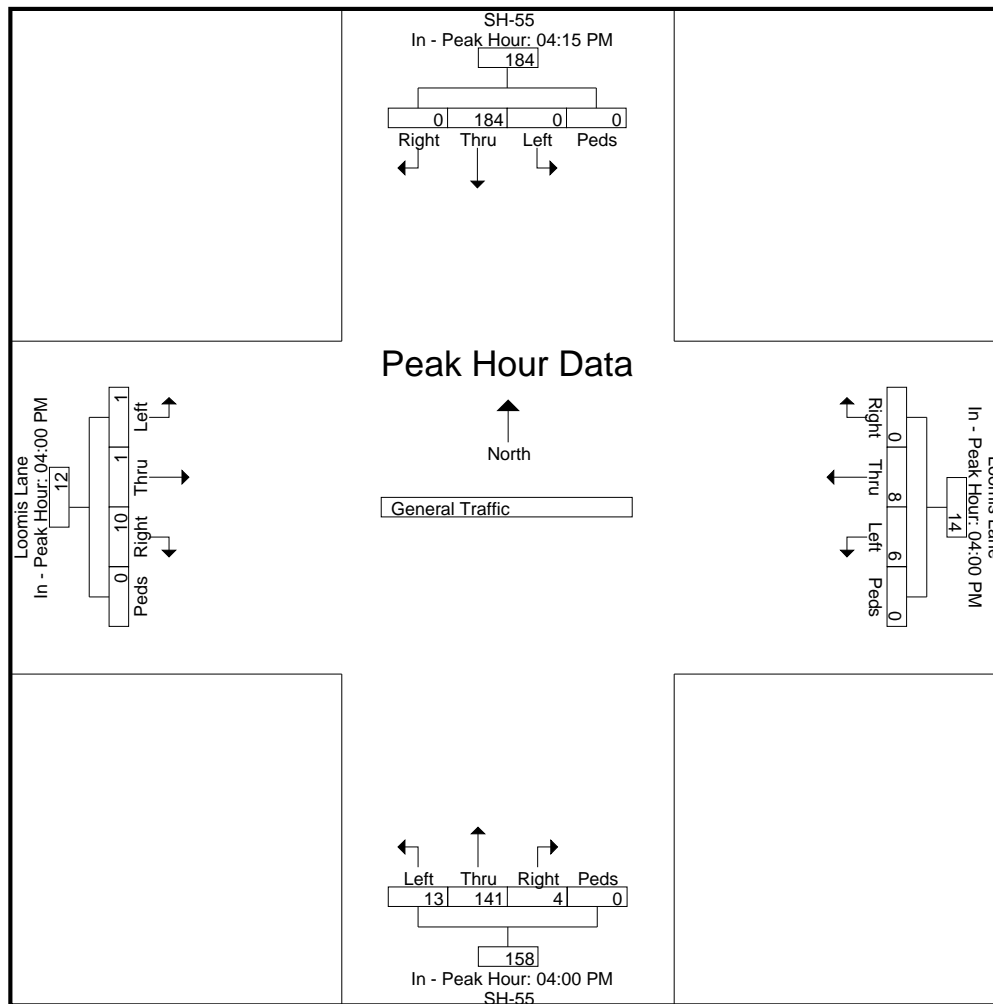 SH-55
In - Peak Hour: 04:15 PM
184
0 184 0 0
Right Thru Left Peds
Peak Hour Data
North
General Traffic
Loomis Lane
In - Peak Hour: 04:00 PM
12
1 1 10 0
Left Thru Right Peds
Loomis Lane
In - Peak Hour: 04:00 PM
14
0 8 6 0
Right Thru Left Peds
Left Thru Right Peds
13 141 4 0
158
In - Peak Hour: 04:00 PM
SH-55